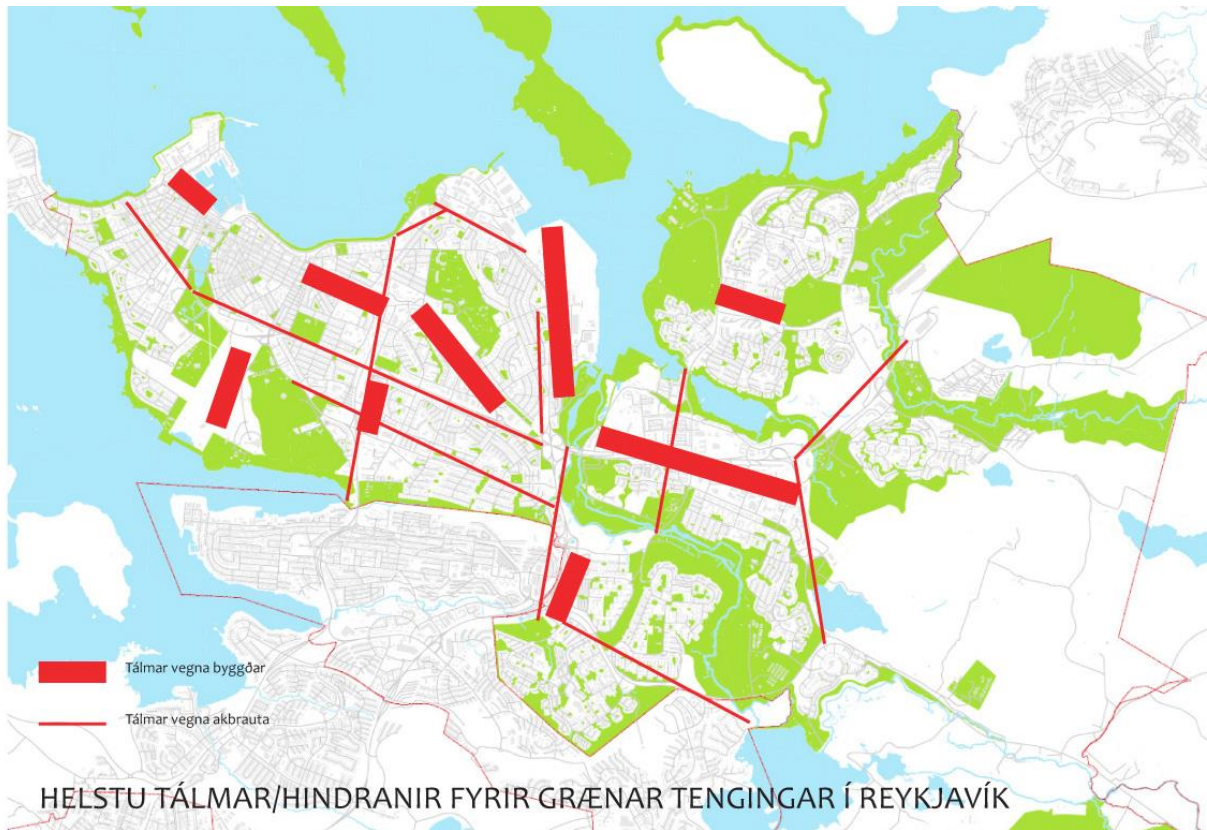 Tálmar vegna byggðar
Tálmar vegna akbrauta
HELSTU TÁLMAR/HINDRANIR FYRIR GRÆNAR TENGINGAR Í REYKJAVÍK